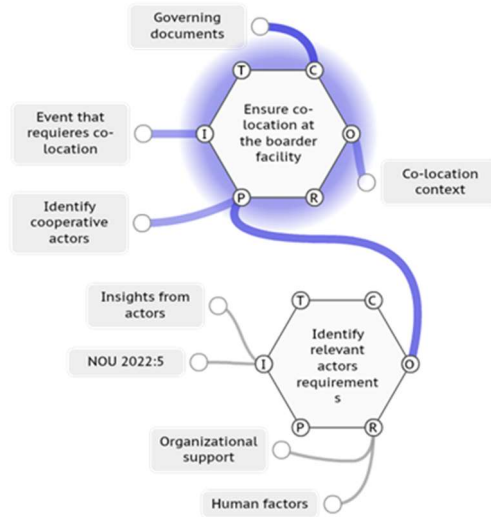 Governing
documents
T
C
Event that
requieres co-
location
I
Ensure co-
location at
the boarder
facility
O
Co-location
context
Identify
cooperative
actors
P
R
Insights from
actors
T
C
NOU 2022:5
I
Identify
relevant
actors
requirement
s
O
P
R
Organizational
support
Human factors